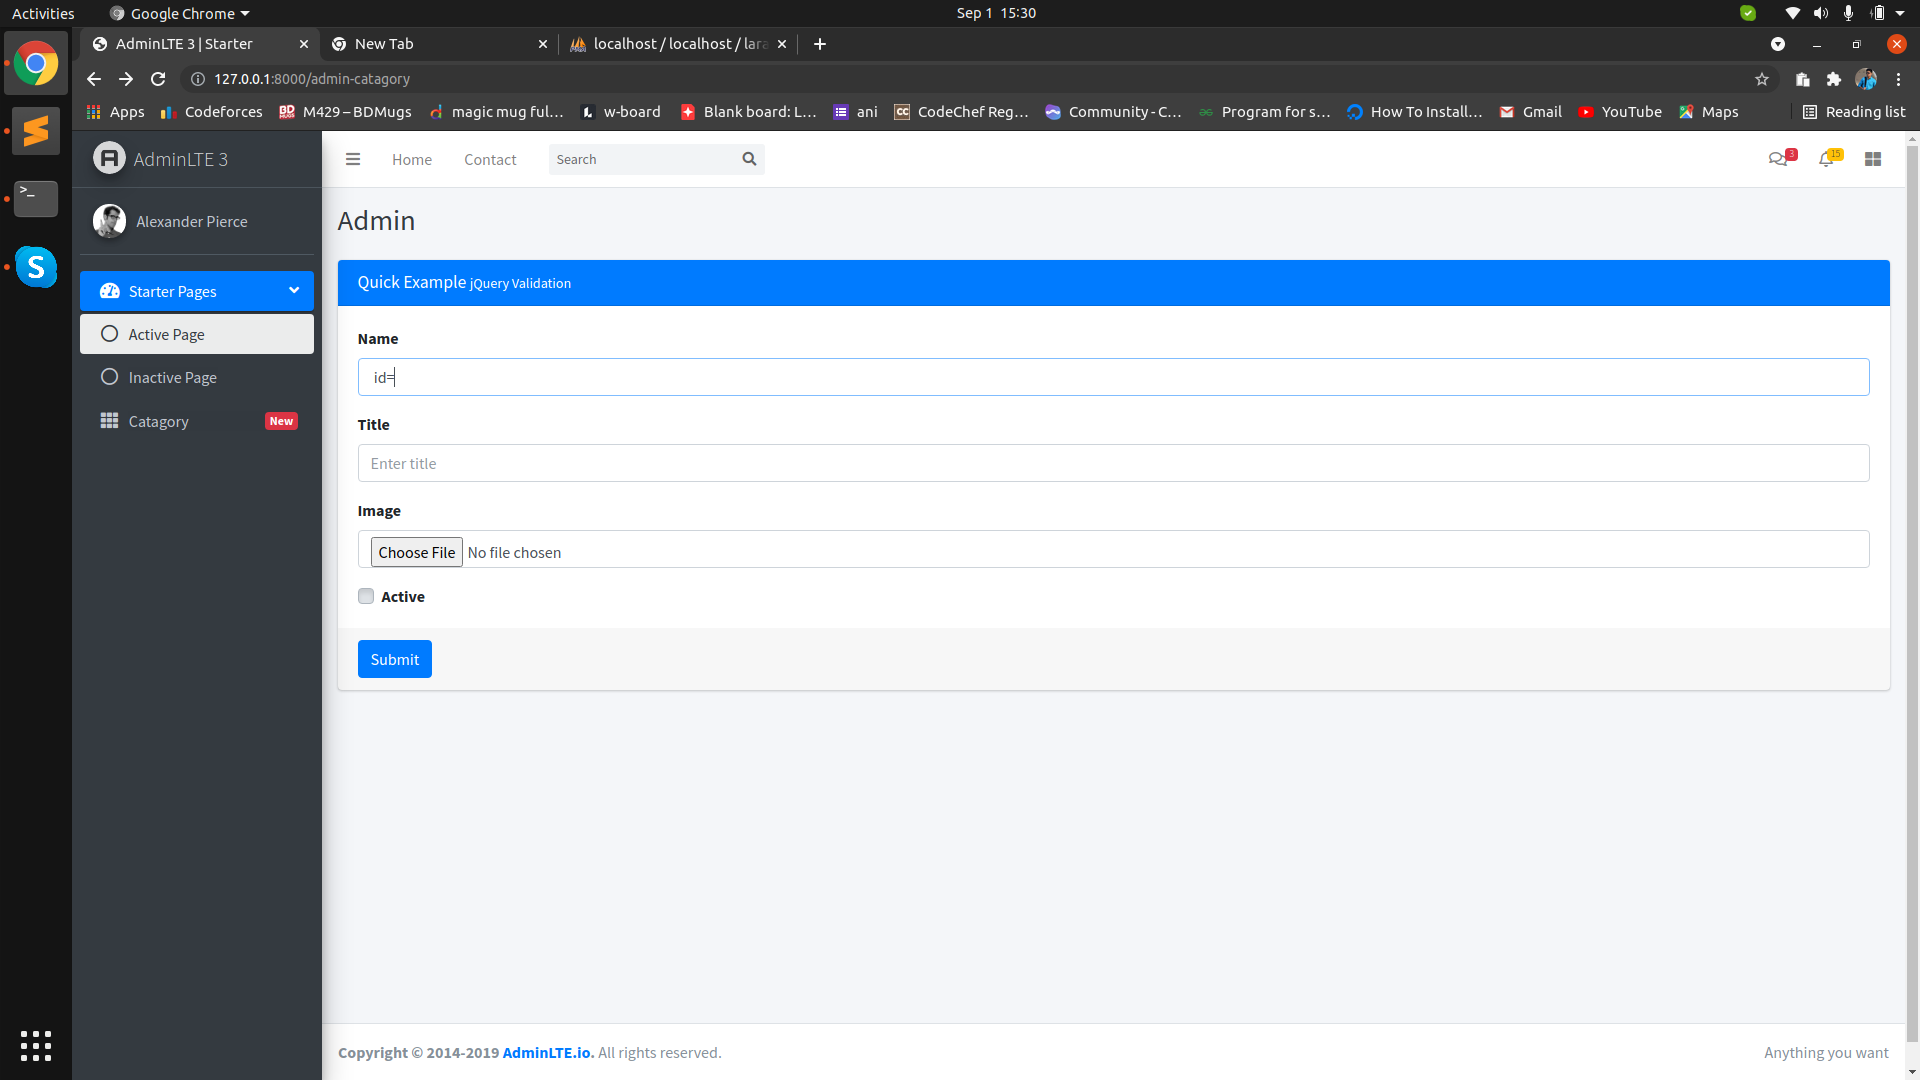 Activities Google Chrome Sep 1 15:30
AdminLTE 3 | Starter New Tab localhost / localhost / lara
127.0.0.1:8000/admin-catagory
Apps Codeforces M429 – BDMugs magic mug ful... w-board Blank board: L... ani CodeChef Reg... Community - C... Program for s... How To Install... Gmail YouTube Maps Reading list
AdminLTE 3
Home Contact Search 3 15
Alexander Pierce
Starter Pages
Active Page
Inactive Page
Catagory New
Admin
Quick Example jQuery Validation
Name
id=
Title
Enter title
Image
Choose File No file chosen
Active
Submit
Copyright © 2014-2019 AdminLTE.io. All rights reserved. Anything you want